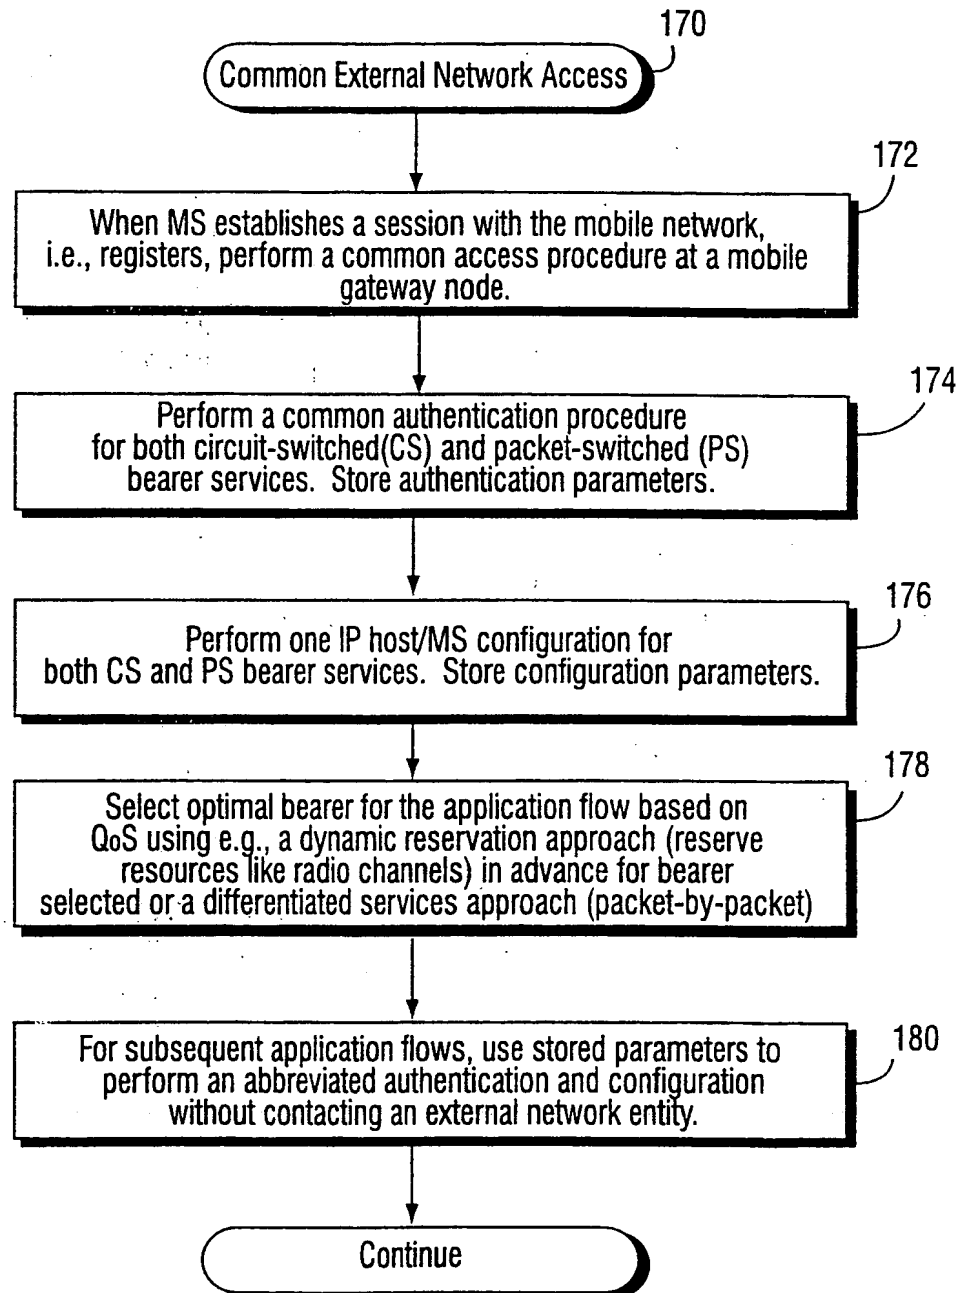 170
Common External Network Access
172
When MS establishes a session with the mobile network,
i.e., registers, perform a common access procedure at a mobile
gateway node.
174
Perform a common authentication procedure
for both circuit-switched(CS) and packet-switched (PS)
bearer services. Store authentication parameters.
176
Perform one IP host/MS configuration for
both CS and PS bearer services. Store configuration parameters.
178
Select optimal bearer for the application flow based on
QoS using e.g., a dynamic reservation approach (reserve
resources like radio channels) in advance for bearer
selected or a differentiated services approach (packet-by-packet)
180
For subsequent application flows, use stored parameters to
perform an abbreviated authentication and configuration
without contacting an external network entity.
Continue